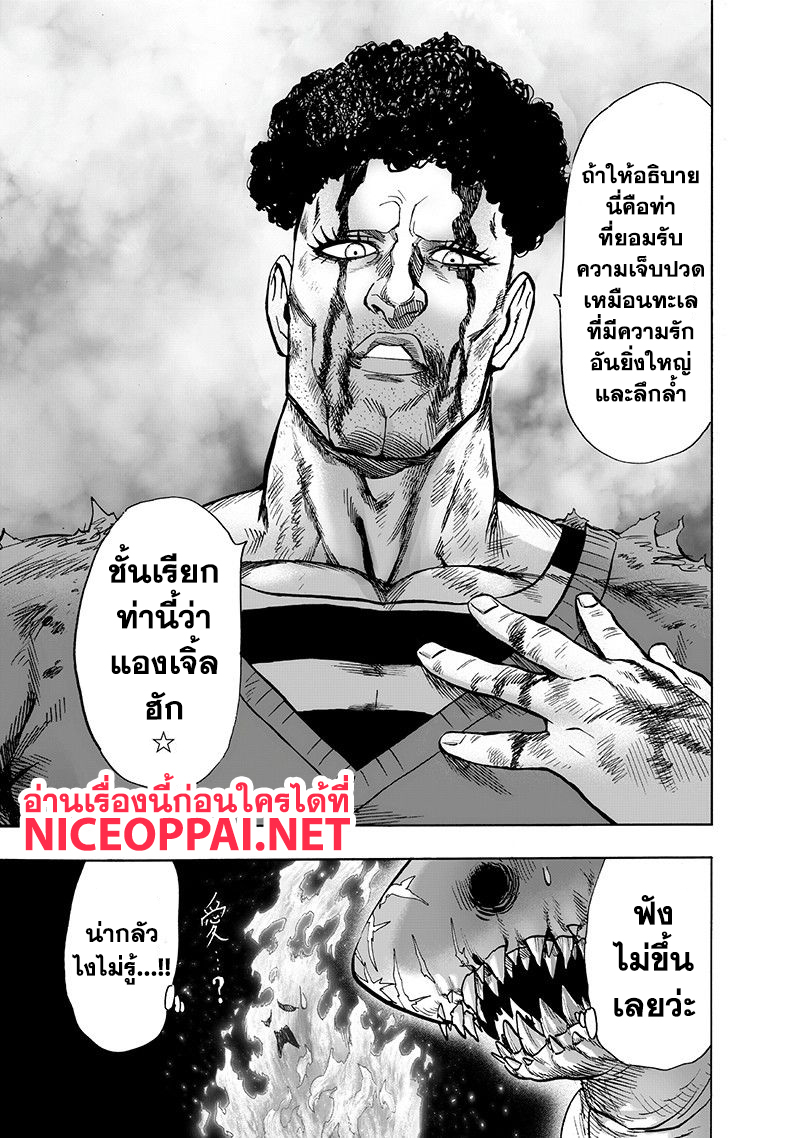 ถ้าให้อธิบาย
นี่คือท่า
ที่ยอมรับ
ความเจ็บปวด
เหมือนทะเล
ที่มีความรัก
อันยิ่งใหญ่
และลึกล้ำ
ชั้นเรียก
ท่านี้ว่า
แองเจิ้ล
ฮัก
☆
อ่านเรื่องนี้ก่อนใครได้ที่
NICEOPPAI.NET
ฟัง
ไม่ขึ้น
เลยว่ะ
愛…?
น่ากลัว
ไงไม่รู้...!!